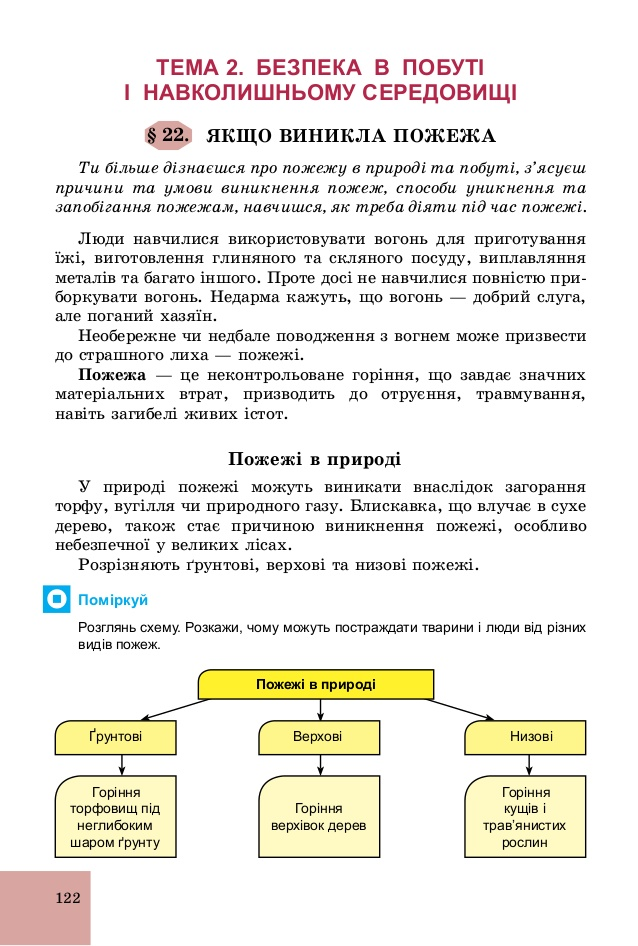 ТЕМА 2. БЕЗПЕКА В ПОБУТІ
І НАВКОЛИШНЬОМУ СЕРЕДОВИЩІ
§ 22. ЯКЩО ВИНИКЛА ПОЖЕЖА
Ти більше дізнаєшся про пожежу в природі та побуті, з’ясуєш
причини та умови виникнення пожеж, способи уникнення та
запобігання пожежам, навчишся, як треба діяти під час пожежі.
Люди навчилися використовувати вогонь для приготування
їжі, виготовлення глиняного та скляного посуду, виплавляння
металів та багато іншого. Проте досі не навчилися повністю при-
боркувати вогонь. Недарма кажуть, що вогонь — добрий слуга,
але поганий хазяїн.
Необережне чи недбале поводження з вогнем може призвести
до страшного лиха — пожежі.
Пожежа — це неконтрольоване горіння, що завдає значних
матеріальних втрат, призводить до отруєння, травмування,
навіть загибелі живих істот.
Пожежі в природі
У природі пожежі можуть виникати внаслідок загорання
торфу, вугілля чи природного газу. Блискавка, що влучає в сухе
дерево, також стає причиною виникнення пожежі, особливо
небезпечної у великих лісах.
Розрізняють ґрунтові, верхові та низові пожежі.
Поміркуй
Розглянь схему. Розкажи, чому можуть постраждати тварини і люди від різних
видів пожеж.
Пожежі в природі
Ґрунтові
Верхові
Низові
Горіння
торфовищ під
неглибоким
шаром ґрунту
Горіння
верхівок дерев
Горіння
кущів і
трав’янистих
рослин
122